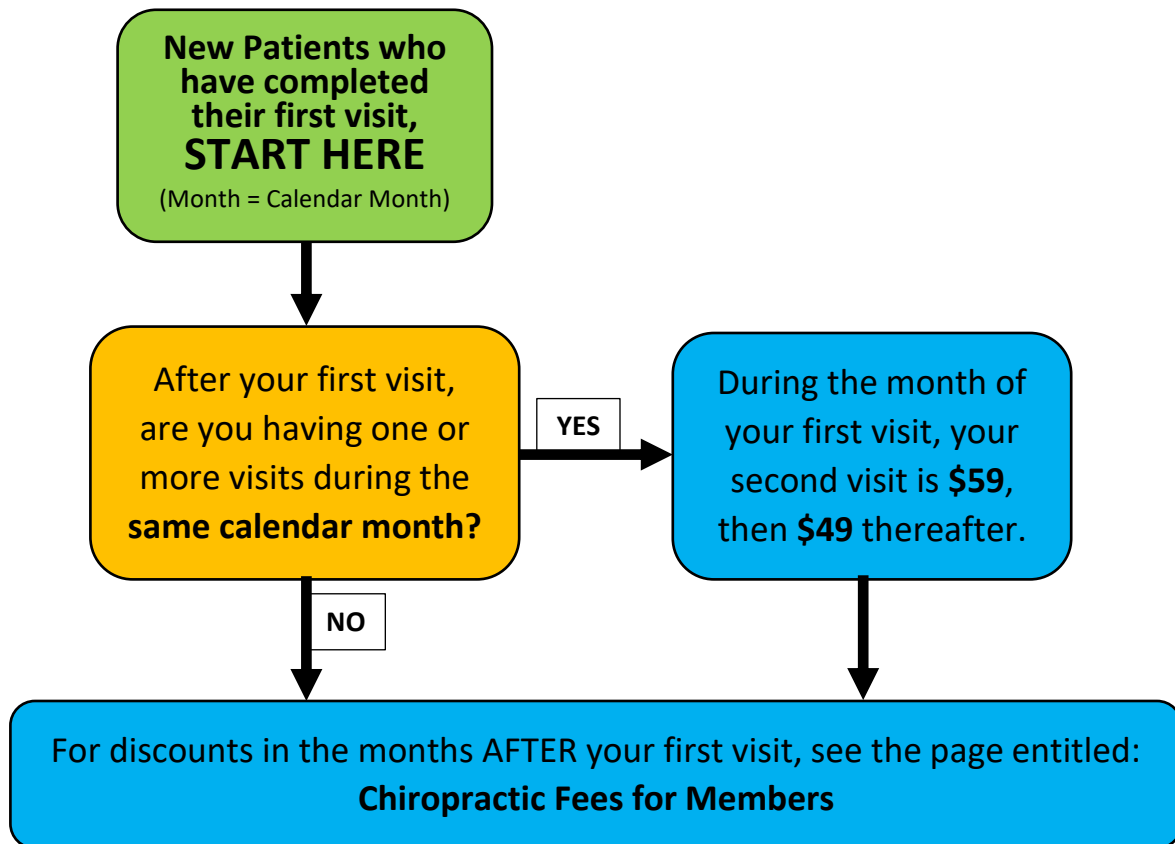 New Patients who
have completed
their first visit,
START HERE
(Month = Calendar Month)
After your first visit,
are you having one or
more visits during the
same calendar month?
YES
During the month of
your first visit, your
second visit is $59,
then $49 thereafter.
NO
For discounts in the months AFTER your first visit, see the page entitled:
Chiropractic Fees for Members